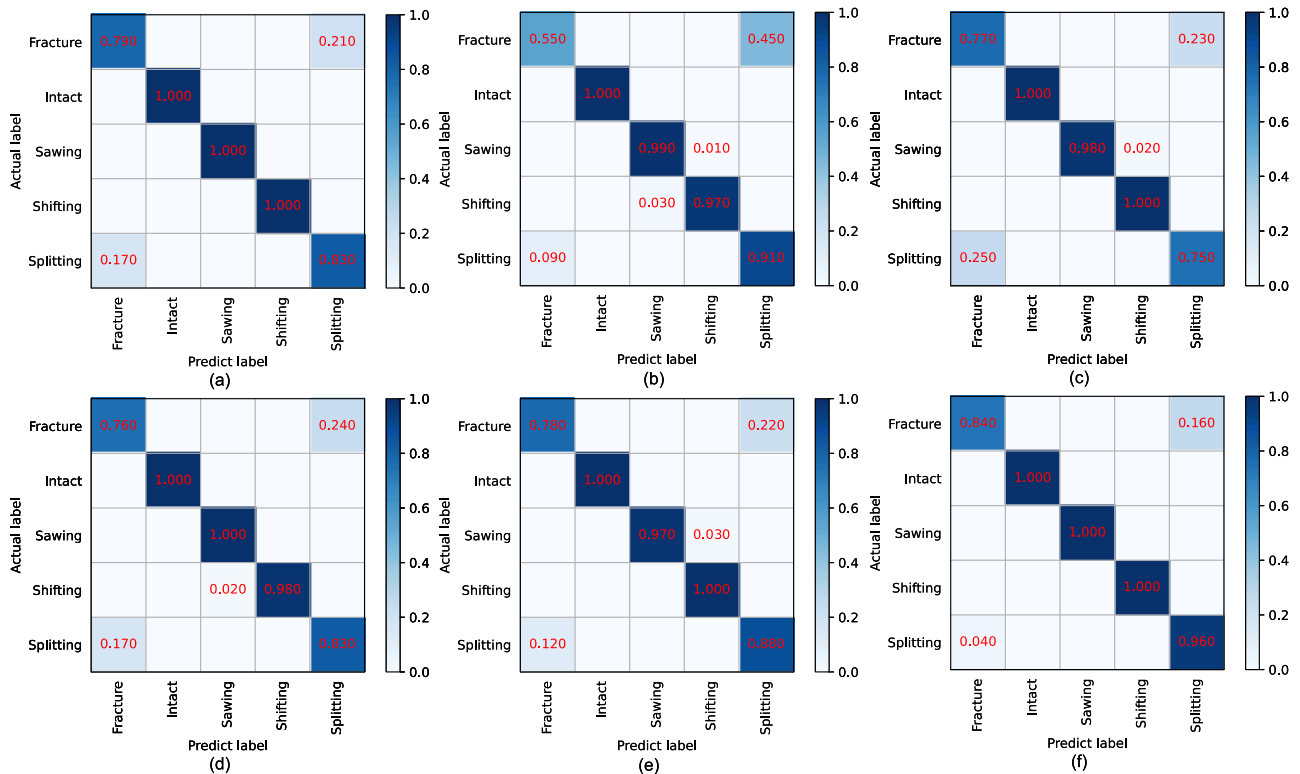 1.0
Fracture 0.790 0.210
0.8
Intact 1.000
0.6
Actual label
Sawing 1.000
0.4
Shifting 1.000
0.2
Splitting 0.170 0.830
0.0
Fracture Intact Sawing Shifting Splitting
Predict label
(a)
1.0
Fracture 0.550 0.450
0.8
Intact 1.000
0.6
Actual label
Sawing 0.990 0.010
0.4
Shifting 0.030 0.970
0.2
Splitting 0.090 0.910
0.0
Fracture Intact Sawing Shifting Splitting
Predict label
(b)
1.0
Fracture 0.770 0.230
0.8
Intact 1.000
0.6
Actual label
Sawing 0.980 0.020
0.4
Shifting 1.000
0.2
Splitting 0.250 0.750
0.0
Fracture Intact Sawing Shifting Splitting
Predict label
(c)
1.0
Fracture 0.760 0.240
0.8
Intact 1.000
0.6
Actual label
Sawing 1.000
0.4
Shifting 0.020 0.980
0.2
Splitting 0.170 0.830
0.0
Fracture Intact Sawing Shifting Splitting
Predict label
(d)
1.0
Fracture 0.780 0.220
0.8
Intact 1.000
0.6
Actual label
Sawing 0.970 0.030
0.4
Shifting 1.000
0.2
Splitting 0.120 0.880
0.0
Fracture Intact Sawing Shifting Splitting
Predict label
(e)
1.0
Fracture 0.840 0.160
0.8
Intact 1.000
0.6
Actual label
Sawing 1.000
0.4
Shifting 1.000
0.2
Splitting 0.040 0.960
0.0
Fracture Intact Sawing Shifting Splitting
Predict label
(f)